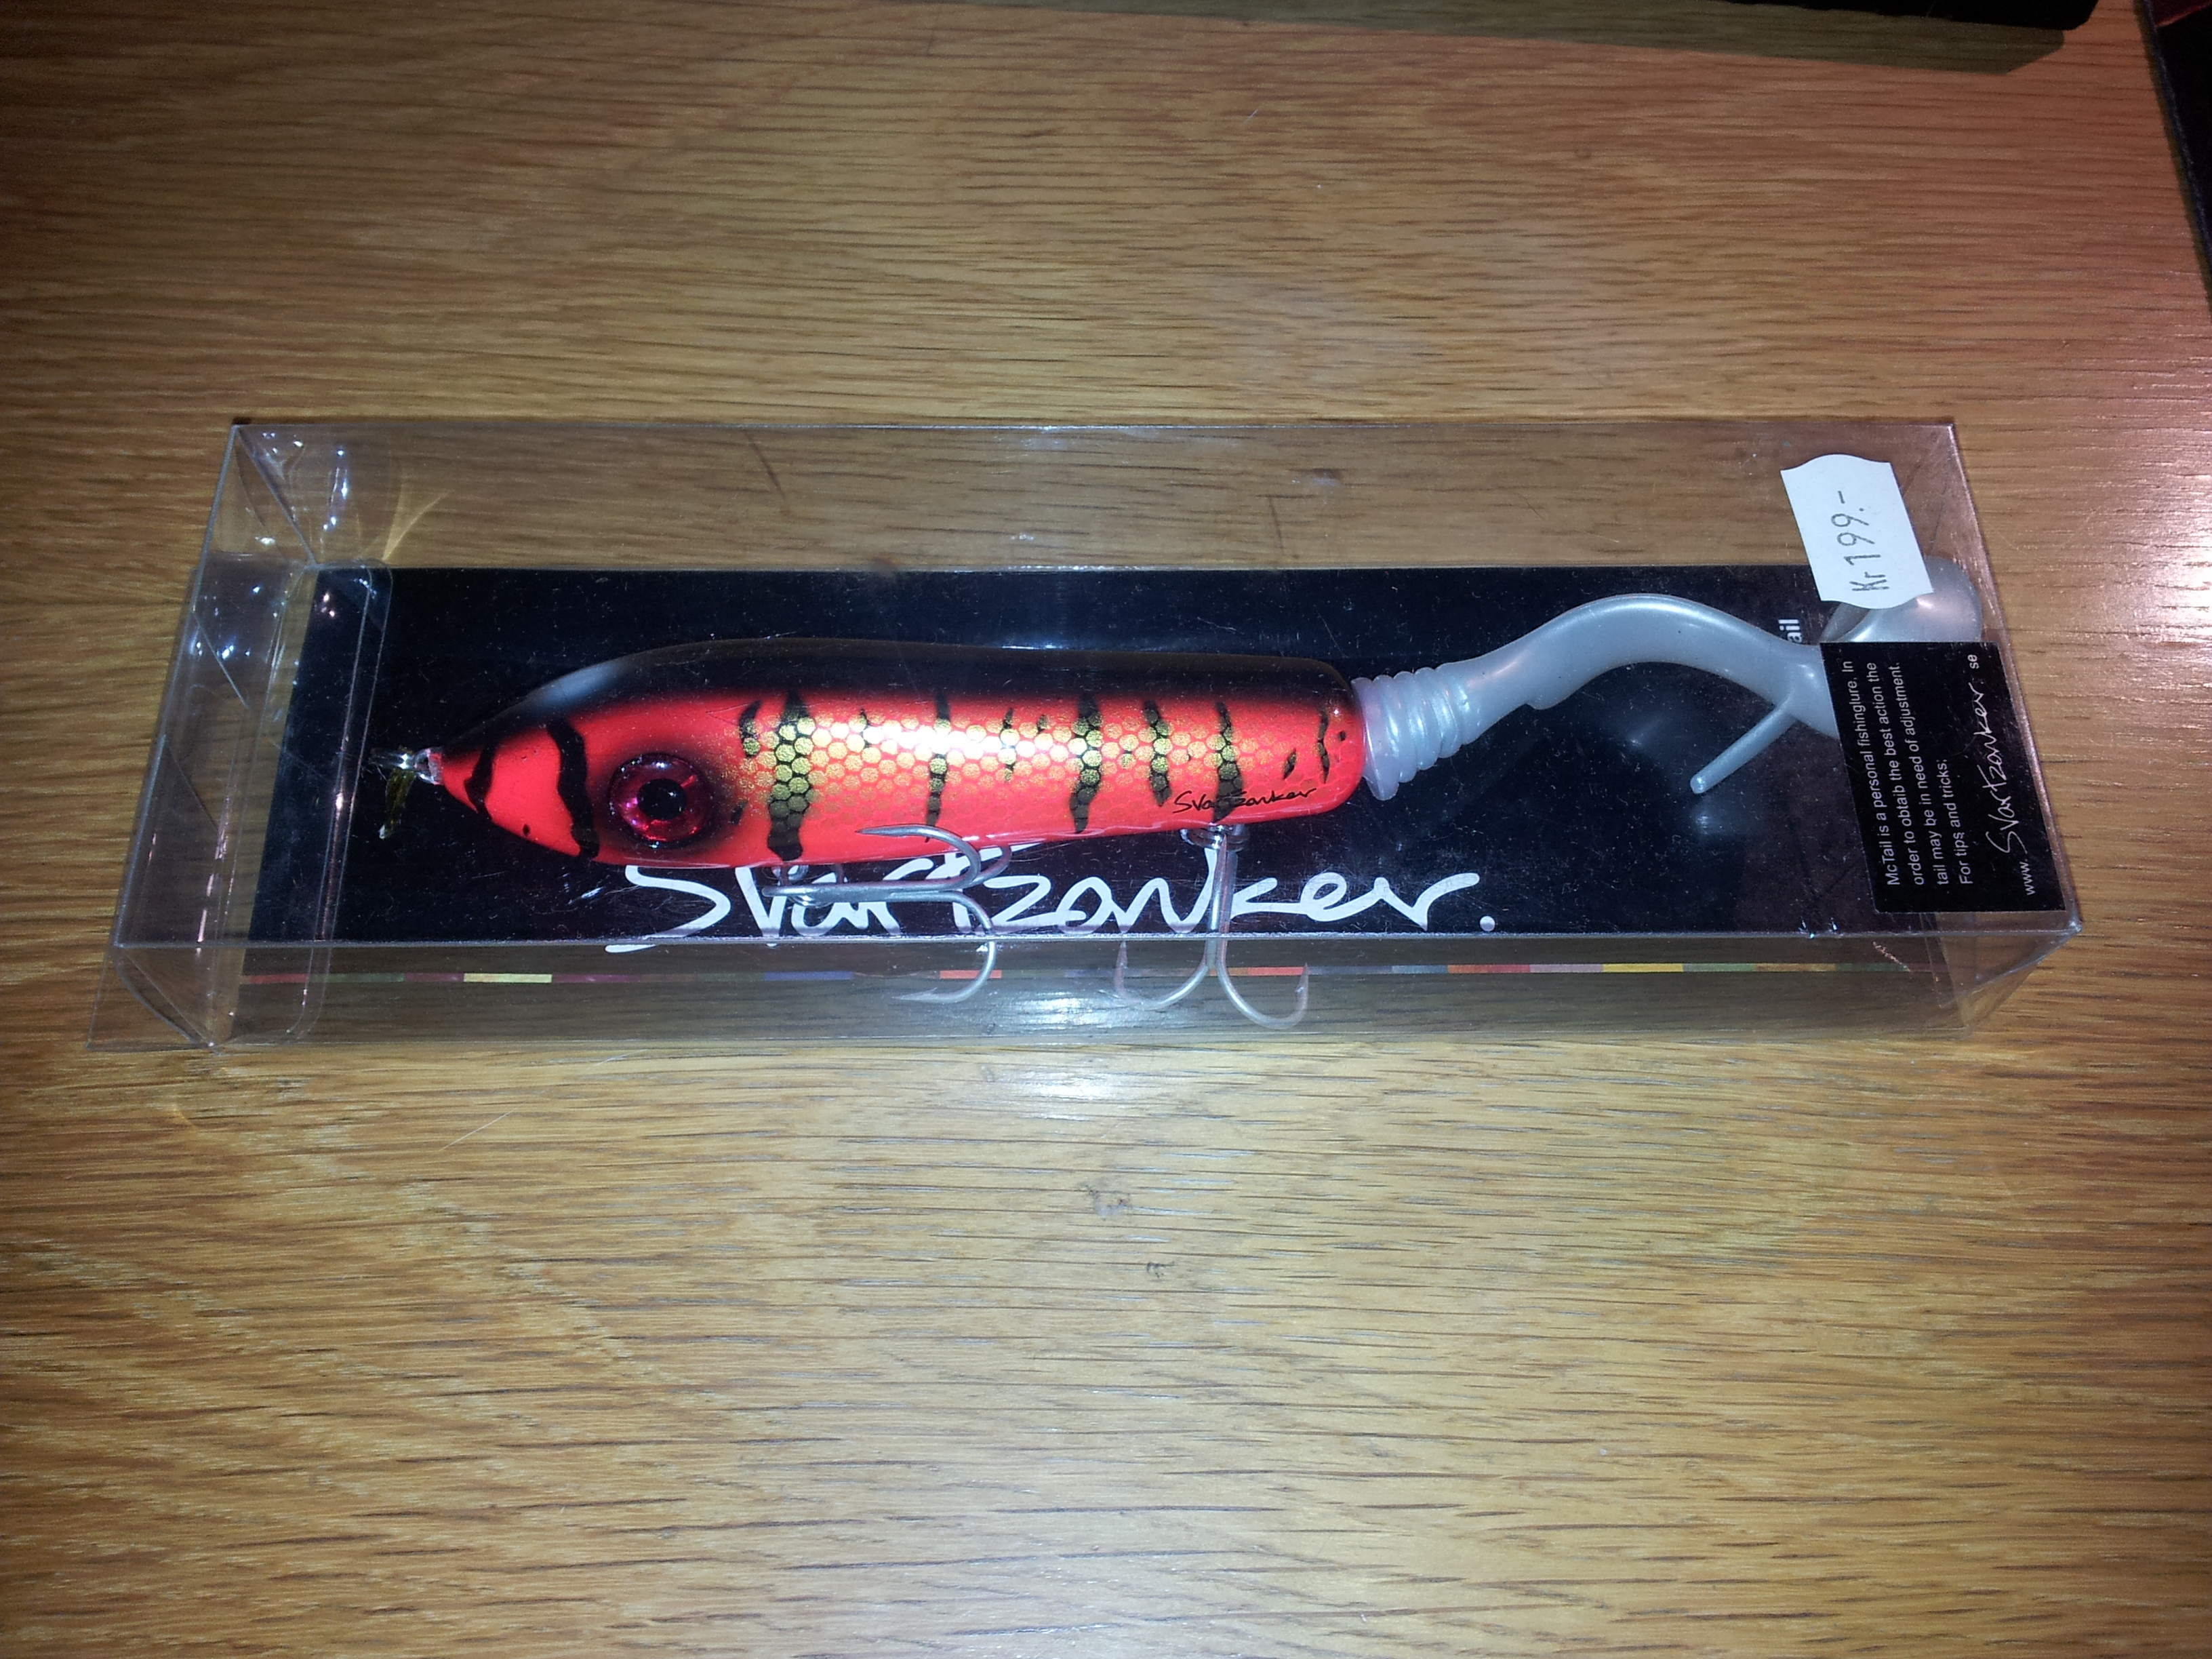 Kr 199.-
ail
McTail is a personal fishinglure. In
order to obtaib the best action the
tail may be in need of adjustment.
For tips and tricks;
www. Svartzonker. se
Svartzonker
Svartzonker.